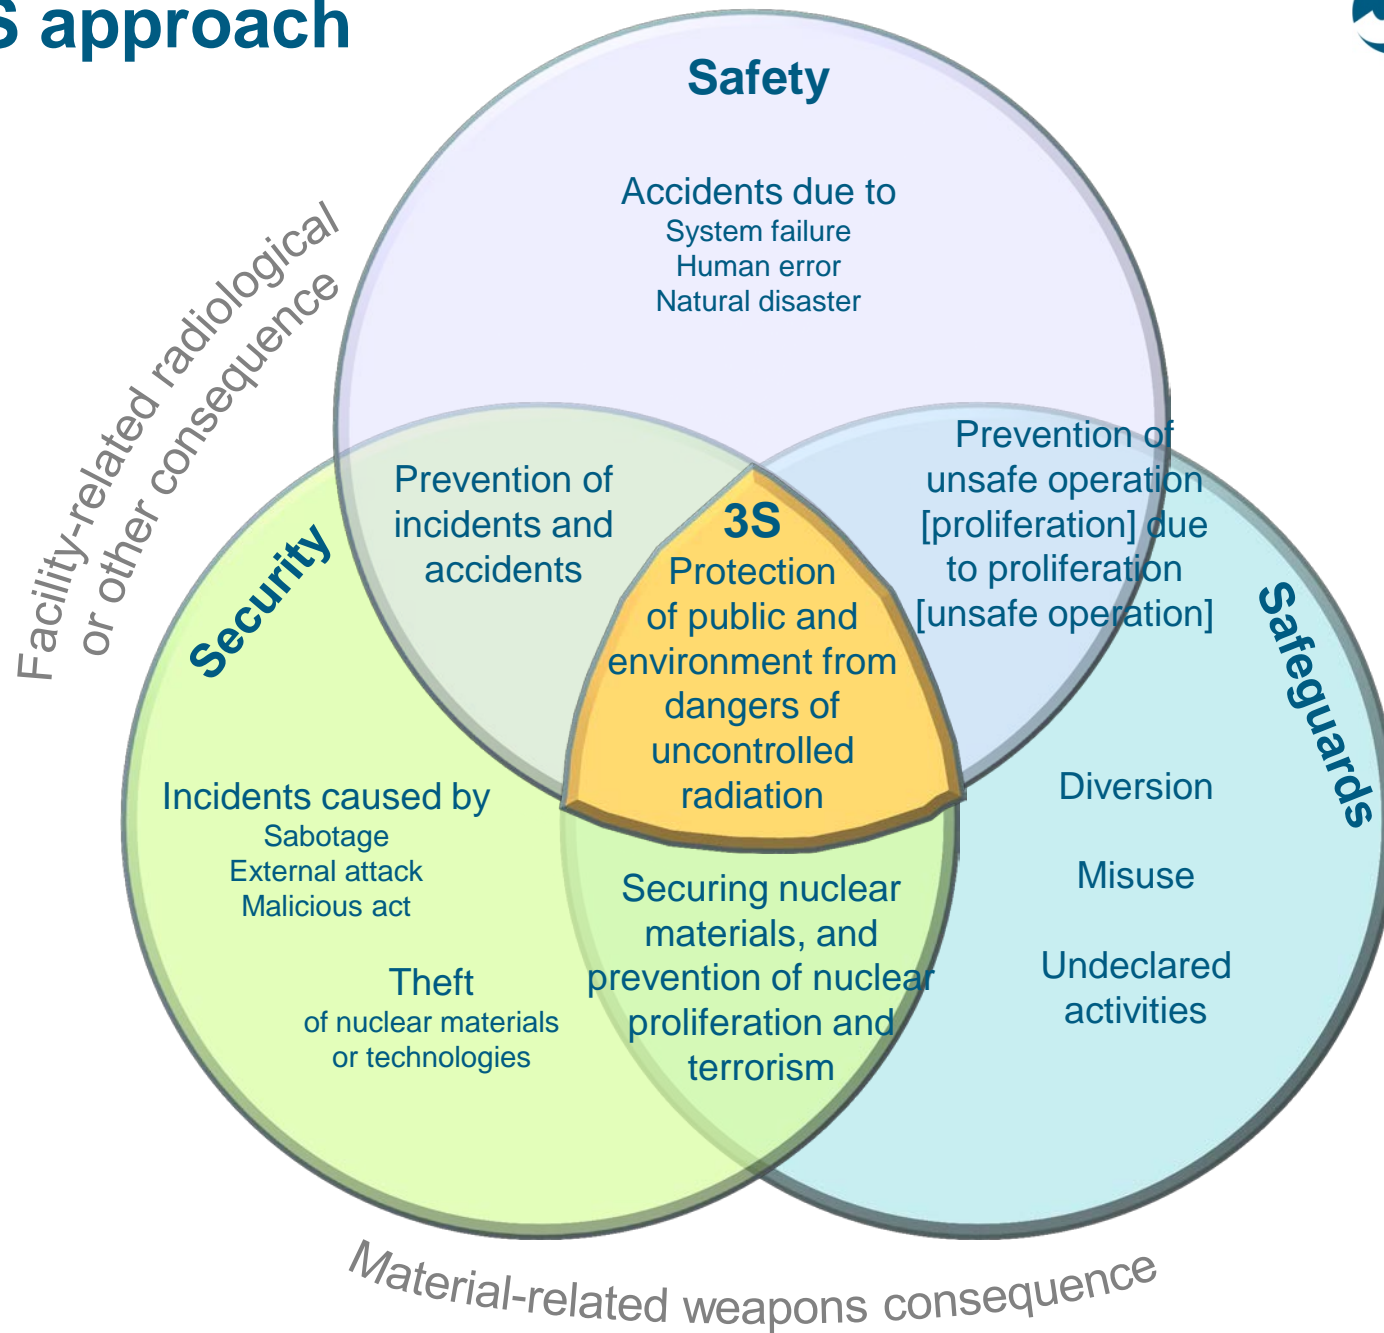 S approach
Safety
Accidents due to
System failure
Human error
Natural disaster
Facility-related radiological
or other consequence
Prevention of
incidents and
accidents
3S
Protection
of public and
environment from
dangers of
uncontrolled
radiation
Prevention of
unsafe operation
[proliferation] due
to proliferation
[unsafe operation]
Security
Incidents caused by
Sabotage
External attack
Malicious act
Theft
of nuclear materials
or technologies
Securing nuclear
materials, and
prevention of nuclear
proliferation and
terrorism
Safeguards
Diversion
Misuse
Undeclared
activities
Material-related weapons consequence